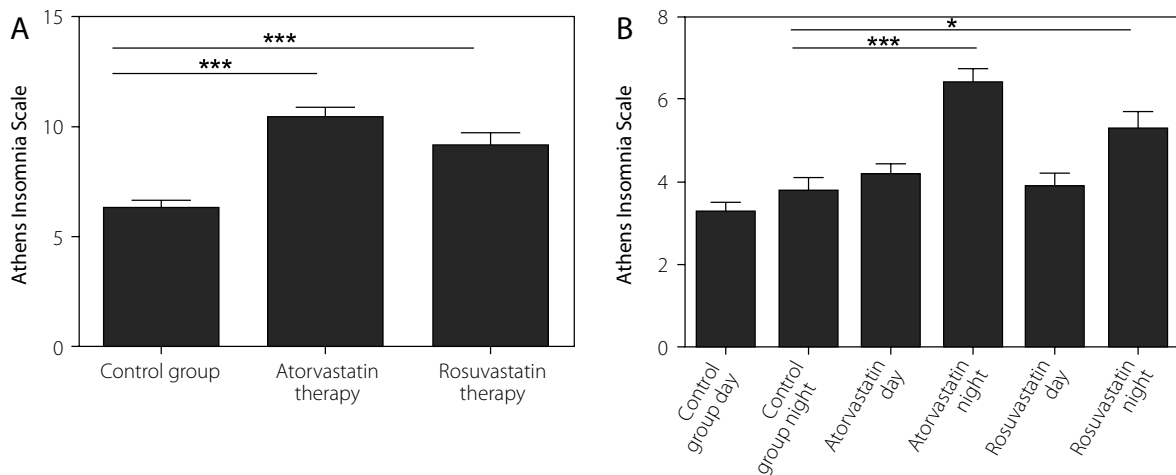 A
Athens Insomnia Scale
15
10
5
0
***
***
Control group
Atorvastatin
therapy
Rosuvastatin
therapy
B
Athens Insomnia Scale
8
6
4
2
0
*
***
Control
group day
Control
group night
Atorvastatin
day
Atorvastatin
night
Rosuvastatin
day
Rosuvastatin
night